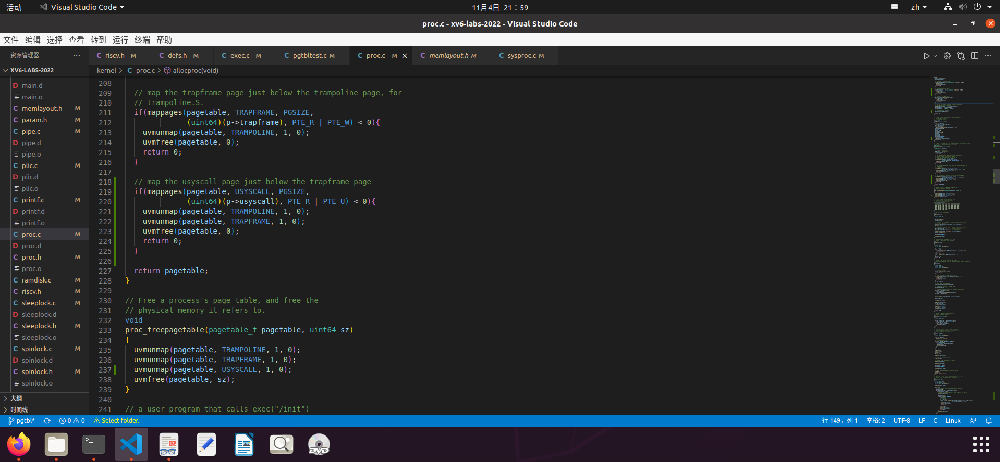 活动
Visual Studio Code
11月4日 21：59
zh
proc.c - xv6-labs-2022 - Visual Studio Code
文件 编辑 选择 查看 转到 运行 终端 帮助
资源管理器
riscv.h M
defs.h M
exec.c M
pgtbltest.c M
proc.c M
memlayout.h M
sysproc.c M
XV6-LABS-2022
kernel > C proc.c > allocproc(void)
D main.d
main.o
C memlayout.h M
C param.h M
C pipe.c M
D pipe.d
pipe.o
C plic.c M
D plic.d
plic.o
C printf.c M
D printf.d
printf.o
C proc.c M
D proc.d
C proc.h M
proc.o
C ramdisk.c M
C riscv.h M
C sleeplock.c M
D sleeplock.d
C sleeplock.h M
sleeplock.o
C spinlock.c M
D spinlock.d
C spinlock.h M
spinlock.o
大纲
时间线
208
209 // map the trapframe page just below the trampoline page, for
210 // trampoline.S.
211 if(mappages(pagetable, TRAPFRAME, PGSIZE,
212 (uint64)(p->trapframe), PTE_R | PTE_W) < 0){
213 uvmunmap(pagetable, TRAMPOLINE, 1, 0);
214 uvmfree(pagetable, 0);
215 return 0;
216 }
217
218 // map the usyscall page just below the trapframe page
219 if(mappages(pagetable, USYSCALL, PGSIZE,
220 (uint64)(p->usyscall), PTE_R | PTE_U) < 0){
221 uvmunmap(pagetable, TRAMPOLINE, 1, 0);
222 uvmunmap(pagetable, TRAPFRAME, 1, 0);
223 uvmfree(pagetable, 0);
224 return 0;
225 }
226
227 return pagetable;
228 }
229
230 // Free a process's page table, and free the
231 // physical memory it refers to.
232 void
233 proc_freepagetable(pagetable_t pagetable, uint64 sz)
234 {
235 uvmunmap(pagetable, TRAMPOLINE, 1, 0);
236 uvmunmap(pagetable, TRAPFRAME, 1, 0);
237 uvmunmap(pagetable, USYSCALL, 1, 0);
238 uvmfree(pagetable, sz);
239 }
240
241 // a user program that calls exec("/init")
pgtbl* 0 0 Select folder. 行 149，列 1 空格: 2 UTF-8 LF C Linux
>_
DVD